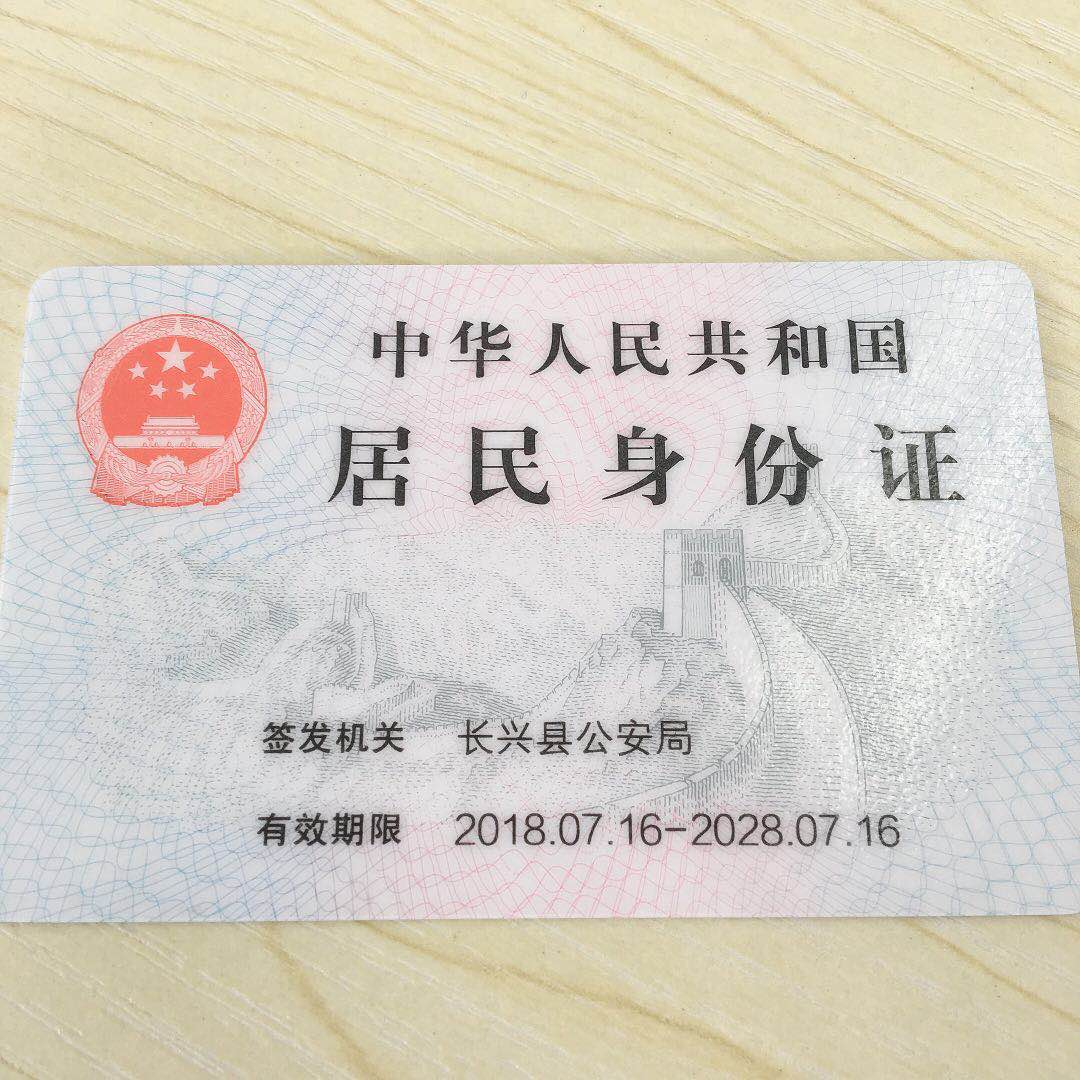 中华人民共和国
居民身份证
签发机关 长兴县公安局
有效期限 2018.07.16-2028.07.16